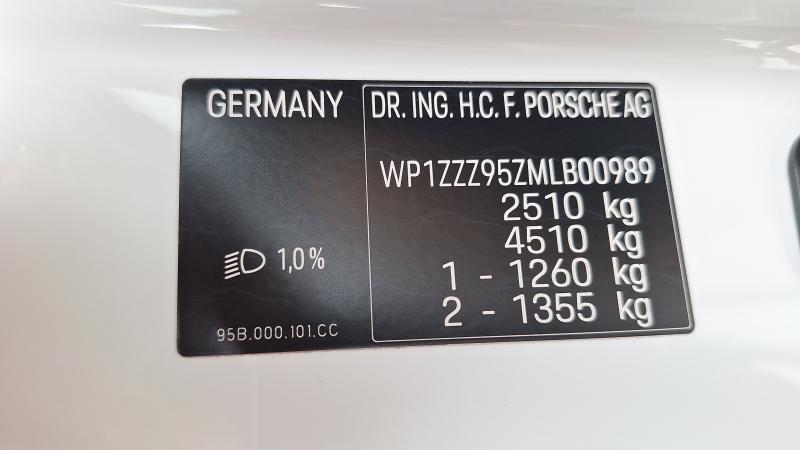 GERMANY
DR. ING. H.C. F. PORSCHE AG
WP1ZZZ95ZMLB00989
2510 kg
4510 kg
1 - 1260 kg
2 - 1355 kg
1,0%
95B.000.101.CC